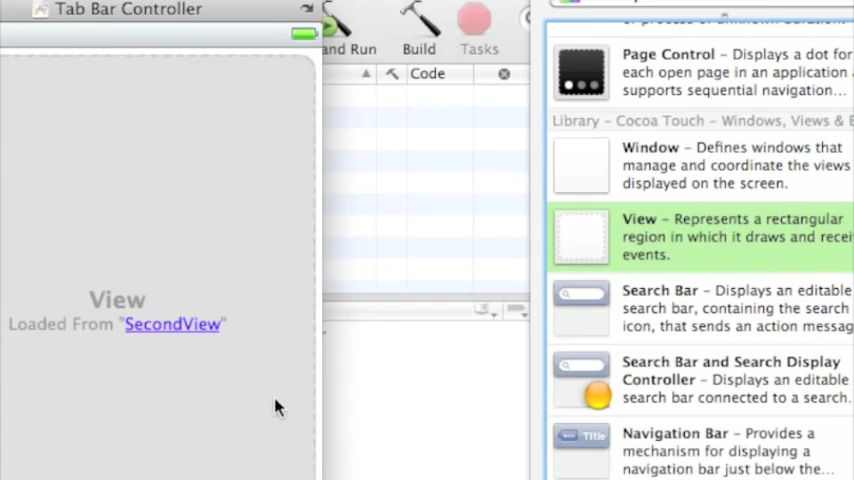 Tab Bar Controller
View
Loaded From "SecondView"
and Run
Build
Tasks
Code
Page Control – Displays a dot for
each open page in an application
supports sequential navigation...
Library – Cocoa Touch – Windows, Views &
Window – Defines windows that
manage and coordinate the views
displayed on the screen.
View – Represents a rectangular
region in which it draws and recei
events.
Search Bar – Displays an editable
search bar, containing the search
icon, that sends an action messag
Search Bar and Search Display
Controller – Displays an editable
search bar connected to a search.
Title
Navigation Bar – Provides a
mechanism for displaying a
navigation bar just below the...